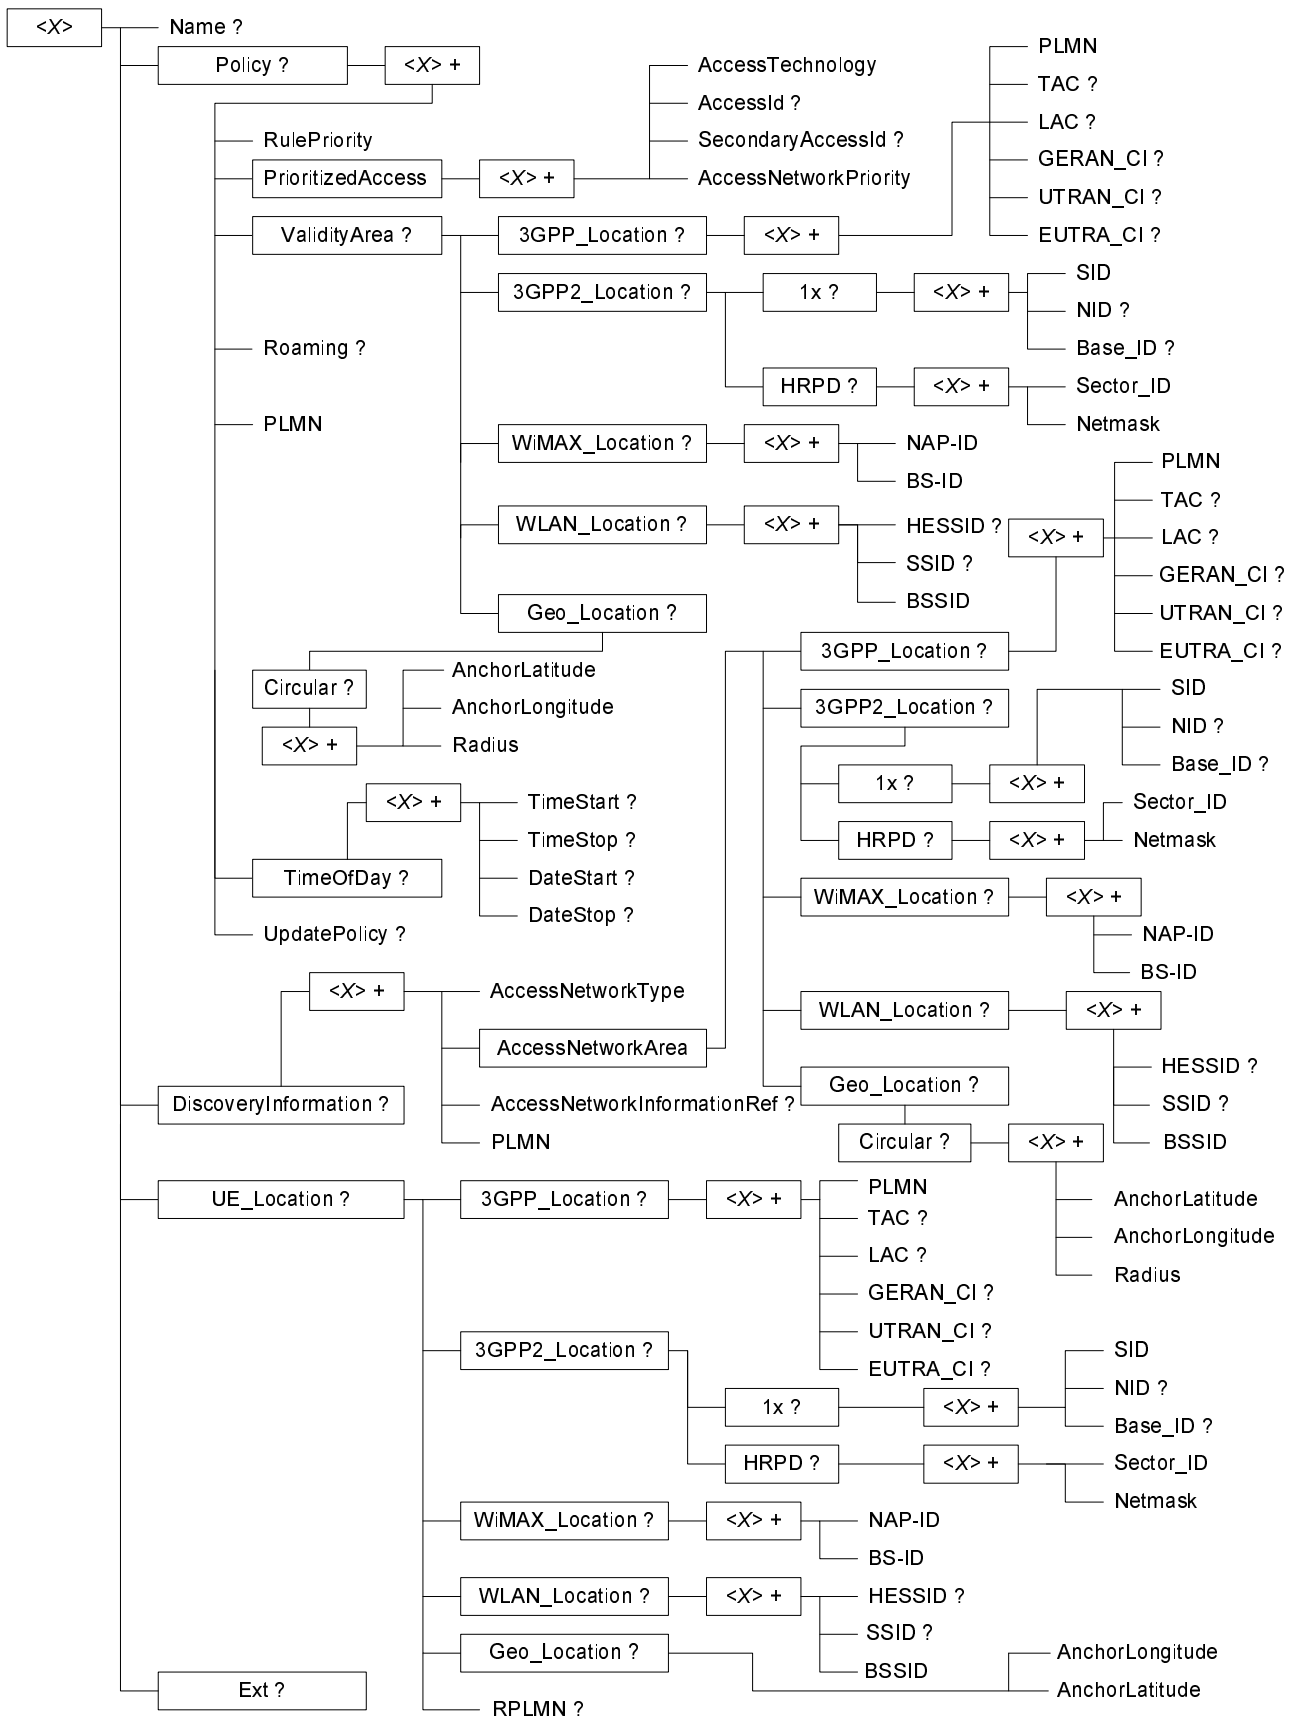 <X>
Name ?
Policy ?
<X> +
RulePriority
PrioritizedAccess
<X> +
AccessTechnology
AccessId ?
SecondaryAccessId ?
AccessNetworkPriority
ValidityArea ?
3GPP_Location ?
<X> +
PLMN
TAC ?
LAC ?
GERAN_CI ?
UTRAN_CI ?
EUTRA_CI ?
3GPP2_Location ?
1x ?
<X> +
SID
NID ?
Base_ID ?
HRPD ?
<X> +
Sector_ID
Netmask
WiMAX_Location ?
<X> +
NAP-ID
BS-ID
WLAN_Location ?
<X> +
HESSID ?
SSID ?
BSSID
Geo_Location ?
Circular ?
<X> +
AnchorLatitude
AnchorLongitude
Radius
Roaming ?
PLMN
TimeOfDay ?
<X> +
TimeStart ?
TimeStop ?
DateStart ?
DateStop ?
UpdatePolicy ?
DiscoveryInformation ?
<X> +
AccessNetworkType
AccessNetworkArea
3GPP_Location ?
<X> +
PLMN
TAC ?
LAC ?
GERAN_CI ?
UTRAN_CI ?
EUTRA_CI ?
3GPP2_Location ?
1x ?
<X> +
SID
NID ?
Base_ID ?
HRPD ?
<X> +
Sector_ID
Netmask
WiMAX_Location ?
<X> +
NAP-ID
BS-ID
WLAN_Location ?
<X> +
HESSID ?
SSID ?
BSSID
Geo_Location ?
Circular ?
<X> +
AnchorLatitude
AnchorLongitude
Radius
AccessNetworkInformationRef ?
PLMN
UE_Location ?
3GPP_Location ?
<X> +
PLMN
TAC ?
LAC ?
GERAN_CI ?
UTRAN_CI ?
EUTRA_CI ?
3GPP2_Location ?
1x ?
<X> +
SID
NID ?
Base_ID ?
HRPD ?
<X> +
Sector_ID
Netmask
WiMAX_Location ?
<X> +
NAP-ID
BS-ID
WLAN_Location ?
<X> +
HESSID ?
SSID ?
BSSID
Geo_Location ?
AnchorLongitude
AnchorLatitude
RPLMN ?
Ext ?